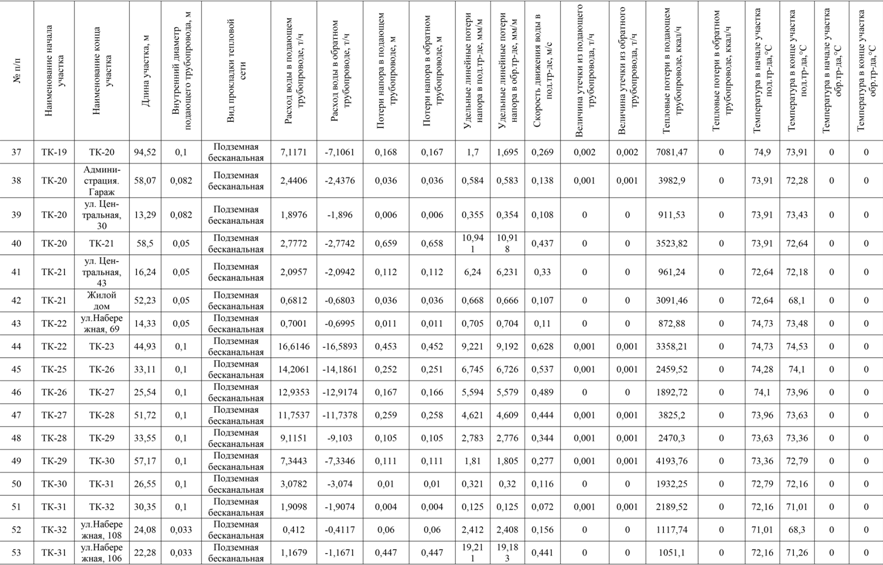 № п/п
Наименование начала
участка
Наименование конца
участка
Длина участка, м
Внутренний диаметр
подающего трубопровода, м
Вид прокладки тепловой
сети
Расход воды в подающем
трубопроводе, т/ч
Расход воды в обратном
трубопроводе, т/ч
Потери напора в подающем
трубопроводе, м
Потери напора в обратном
трубопроводе, м
Удельные линейные потери
напора в под.тр-де, мм/м
Удельные линейные потери
напора в обр.тр-де, мм/м
Скорость движения воды в
под.тр-де, м/с
Величина утечки из подающего
трубопровода, т/ч
Величина утечки из обратного
трубопровода, т/ч
Тепловые потери в подающем
трубопроводе, ккал/ч
Тепловые потери в обратном
трубопроводе, ккал/ч
Температура в начале участка
под.тр-да,°С
Температура в конце участка
под.тр-да,°С
Температура в начале участка
обр.тр-да,°С
Температура в конце участка
обр.тр-да,°С
37 ТК-19 ТК-20 94,52 0,1 Подземная бесканальная 7,1171 -7,1061 0,168 0,167 1,7 1,695 0,269 0,002 0,002 7081,47 0 74,9 73,91 0 0
38 ТК-20 Админи-страция. Гараж 58,07 0,082 Подземная бесканальная 2,4406 -2,4376 0,036 0,036 0,584 0,583 0,138 0,001 0,001 3982,9 0 73,91 72,28 0 0
39 ТК-20 ул. Цен-тральная, 30 13,29 0,082 Подземная бесканальная 1,8976 -1,896 0,006 0,006 0,355 0,354 0,108 0 0 911,53 0 73,91 73,43 0 0
40 ТК-20 ТК-21 58,5 0,05 Подземная бесканальная 2,7772 -2,7742 0,659 0,658 10,941 10,918 0,437 0 0 3523,82 0 73,91 72,64 0 0
41 ТК-21 ул. Цен-тральная, 43 16,24 0,05 Подземная бесканальная 2,0957 -2,0942 0,112 0,112 6,24 6,231 0,33 0 0 961,24 0 72,64 72,18 0 0
42 ТК-21 Жилой дом 52,23 0,05 Подземная бесканальная 0,6812 -0,6803 0,036 0,036 0,668 0,666 0,107 0 0 3091,46 0 72,64 68,1 0 0
43 ТК-22 ул.Набережная, 69 14,33 0,05 Подземная бесканальная 0,7001 -0,6995 0,011 0,011 0,705 0,704 0,11 0 0 872,88 0 74,73 73,48 0 0
44 ТК-22 ТК-23 44,93 0,1 Подземная бесканальная 16,6146 -16,5893 0,453 0,452 9,221 9,192 0,628 0,001 0,001 3358,21 0 74,73 74,53 0 0
45 ТК-25 ТК-26 33,11 0,1 Подземная бесканальная 14,2061 -14,1861 0,252 0,251 6,745 6,726 0,537 0,001 0,001 2459,52 0 74,28 74,1 0 0
46 ТК-26 ТК-27 25,54 0,1 Подземная бесканальная 12,9353 -12,9174 0,167 0,166 5,594 5,579 0,489 0 0 1892,72 0 74,1 73,96 0 0
47 ТК-27 ТК-28 51,72 0,1 Подземная бесканальная 11,7537 -11,7378 0,259 0,258 4,621 4,609 0,444 0,001 0,001 3825,2 0 73,96 73,63 0 0
48 ТК-28 ТК-29 33,55 0,1 Подземная бесканальная 9,1151 -9,103 0,105 0,105 2,783 2,776 0,344 0,001 0,001 2470,3 0 73,63 73,36 0 0
49 ТК-29 ТК-30 57,17 0,1 Подземная бесканальная 7,3443 -7,3346 0,111 0,111 1,81 1,805 0,277 0,001 0,001 4193,76 0 73,36 72,79 0 0
50 ТК-30 ТК-31 26,55 0,1 Подземная бесканальная 3,0782 -3,074 0,01 0,01 0,321 0,32 0,116 0 0 1932,25 0 72,79 72,16 0 0
51 ТК-31 ТК-32 30,35 0,1 Подземная бесканальная 1,9098 -1,9074 0,004 0,004 0,125 0,125 0,072 0,001 0,001 2189,52 0 72,16 71,01 0 0
52 ТК-32 ул.Набережная, 108 24,08 0,033 Подземная бесканальная 0,412 -0,4117 0,06 0,06 2,412 2,408 0,156 0 0 1117,74 0 71,01 68,3 0 0
53 ТК-31 ул.Набережная, 106 22,28 0,033 Подземная бесканальная 1,1679 -1,1671 0,447 0,447 19,211 19,183 0,441 0 0 1051,1 0 72,16 71,26 0 0